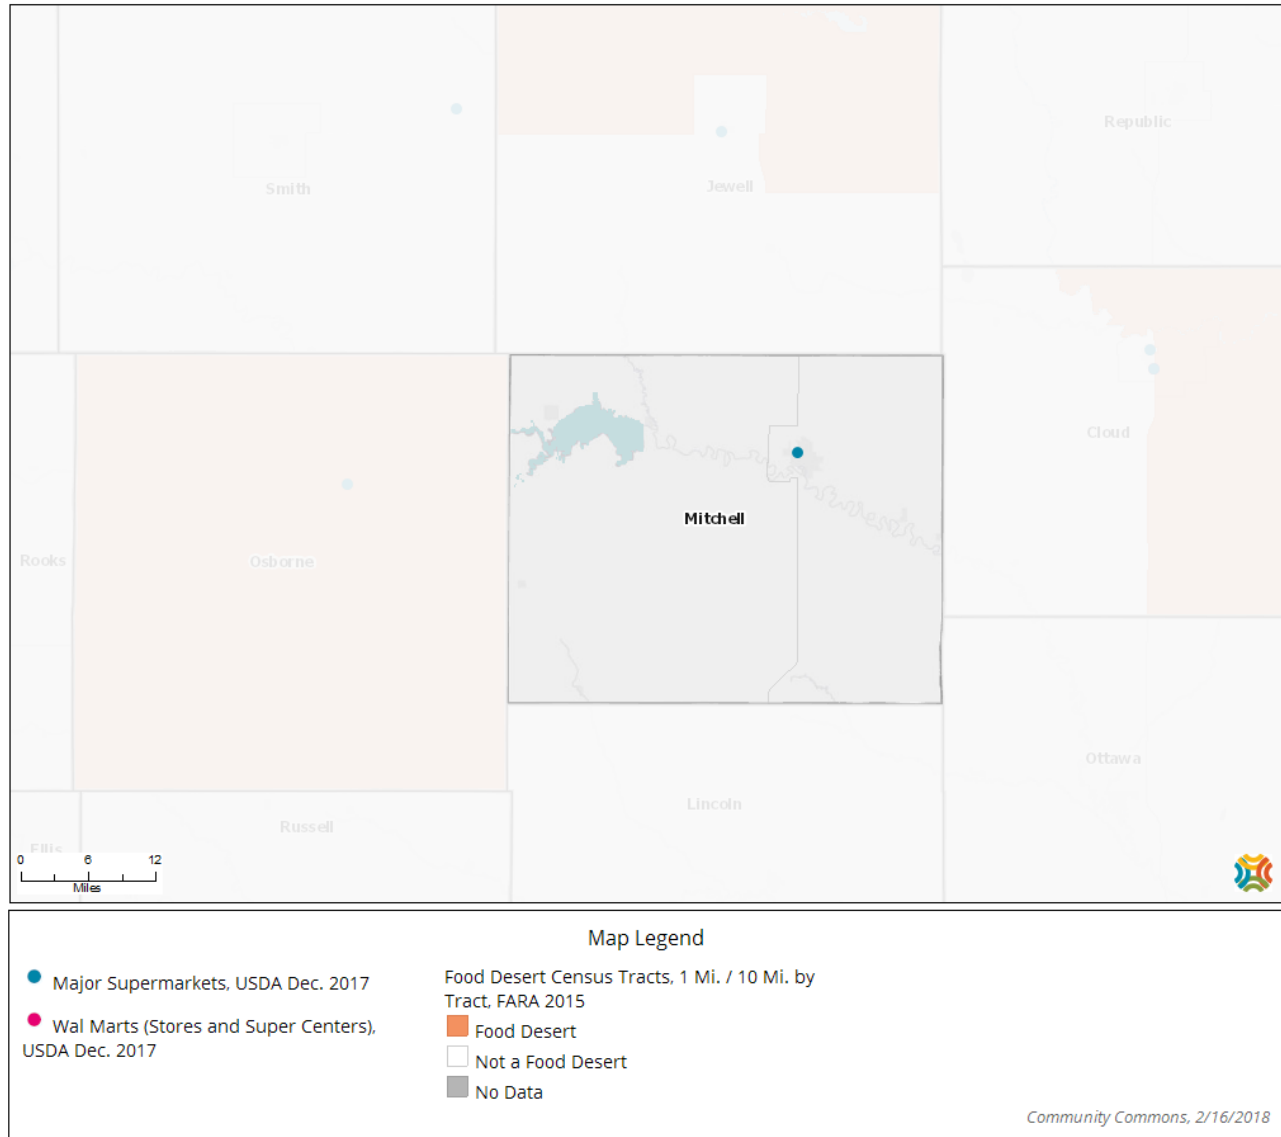 Republic
Smith
Jewell
Cloud
Mitchell
Rooks
Osborne
Ottawa
Lincoln
Russell
Ellis
0 6 12
Miles
Map Legend
Major Supermarkets, USDA Dec. 2017
Wal Marts (Stores and Super Centers),
USDA Dec. 2017
Food Desert Census Tracts, 1 Mi. / 10 Mi. by
Tract, FARA 2015
Food Desert
Not a Food Desert
No Data
Community Commons, 2/16/2018